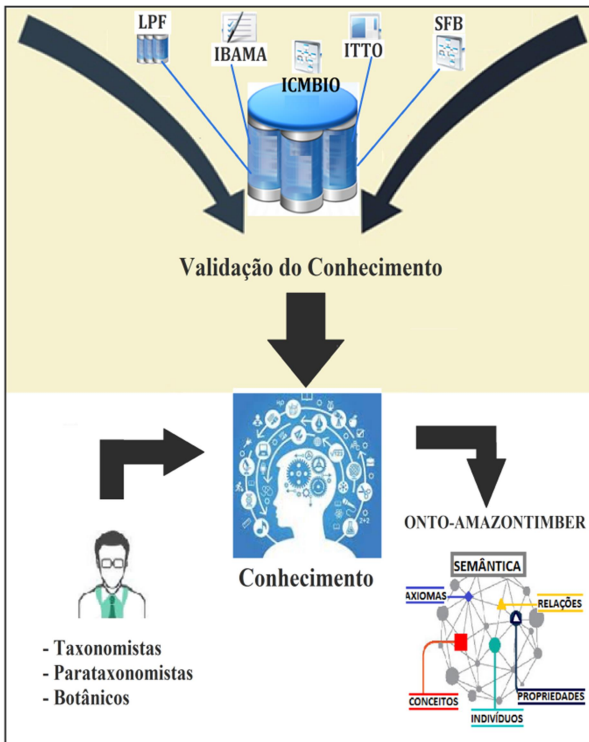 LPF
IBAMA
ICMBIO
ITTO
SFB
Validação do Conhecimento
Conhecimento
- Taxonomistas
- Parataxonomistas
- Botânicos
ONTO-AMAZONTIMBER
SEMÂNTICA
AXIOMAS
RELAÇÕES
CONCEITOS
PROPRIEDADES
INDIVÍDUOS